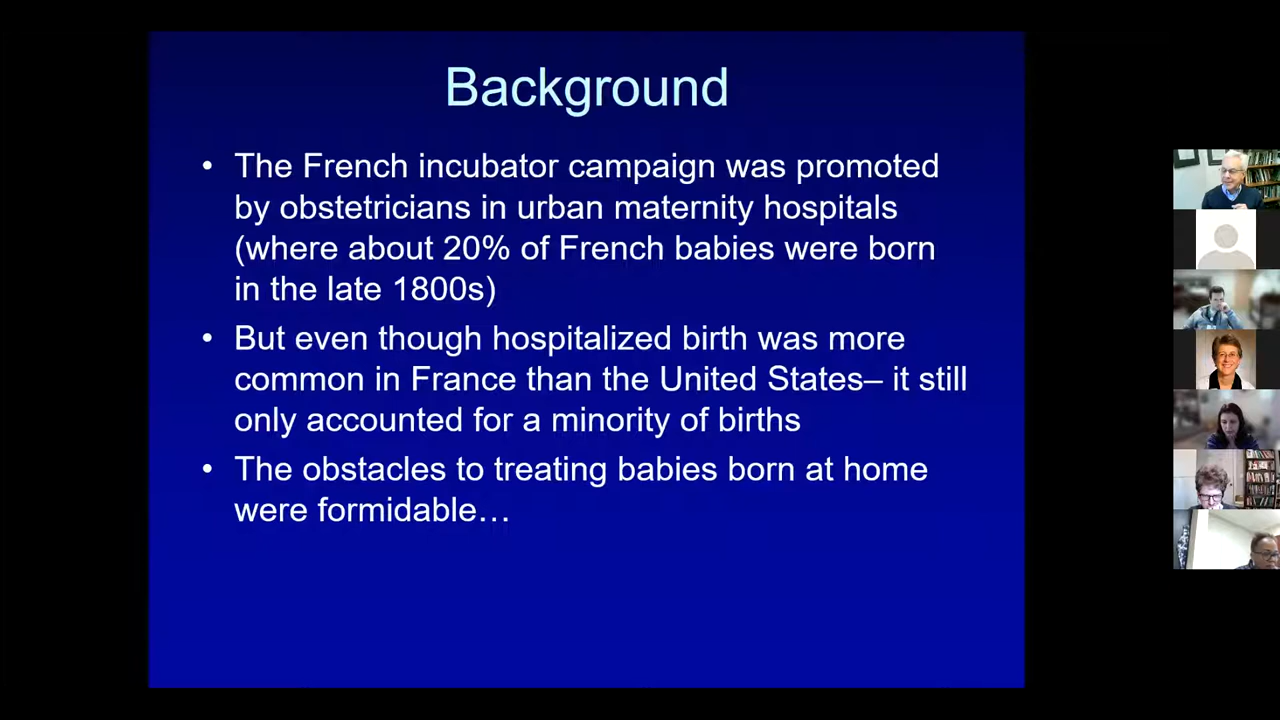 Background
• The French incubator campaign was promoted
by obstetricians in urban maternity hospitals
(where about 20% of French babies were born
in the late 1800s)
• But even though hospitalized birth was more
common in France than the United States– it still
only accounted for a minority of births
• The obstacles to treating babies born at home
were formidable…